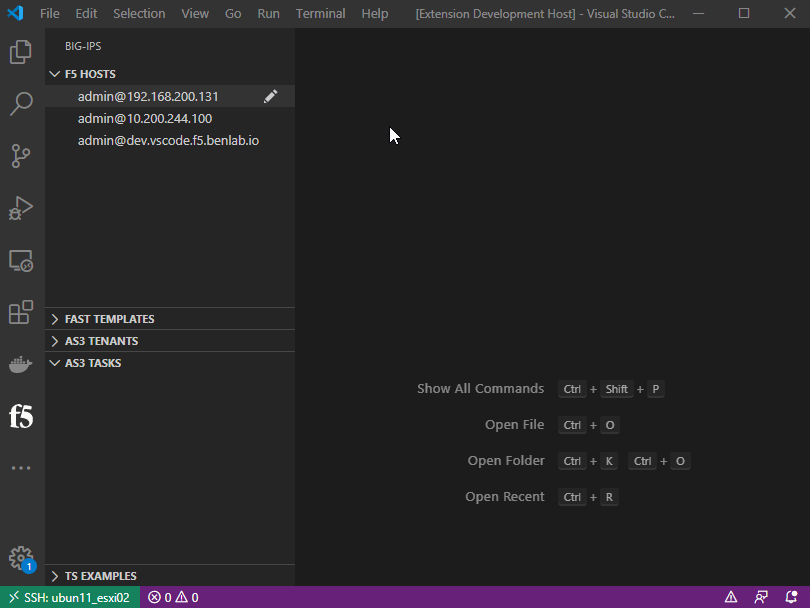 File Edit Selection View Go Run Terminal Help [Extension Development Host] - Visual Studio C...
BIG-IPS
F5 HOSTS
admin@192.168.200.131
admin@10.200.244.100
admin@dev.vscode.f5.benlab.io
FAST TEMPLATES
AS3 TENANTS
AS3 TASKS
f5
Show All Commands Ctrl + Shift + P
Open File Ctrl + O
Open Folder Ctrl + K Ctrl + O
Open Recent Ctrl + R
1
TS EXAMPLES
SSH: ubun11_esxi02 0 0